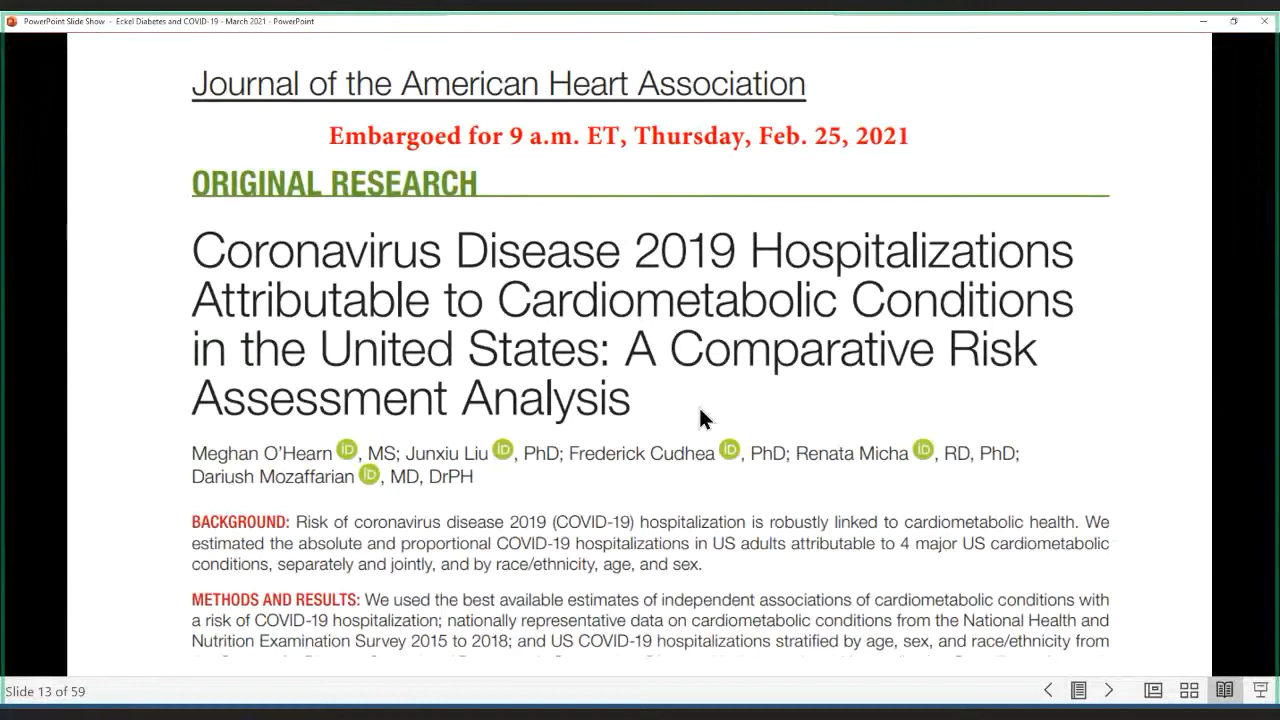 PowerPoint Slide Show - Eckel Diabetes and COVID-19 - March 2021 - PowerPoint
Journal of the American Heart Association
Embargoed for 9 a.m. ET, Thursday, Feb. 25, 2021
ORIGINAL RESEARCH
Coronavirus Disease 2019 Hospitalizations
Attributable to Cardiometabolic Conditions
in the United States: A Comparative Risk
Assessment Analysis
Meghan O'Hearn iD, MS; Junxiu Liu iD, PhD; Frederick Cudhea iD, PhD; Renata Micha iD, RD, PhD;
Dariush Mozaffarian iD, MD, DrPH
BACKGROUND: Risk of coronavirus disease 2019 (COVID-19) hospitalization is robustly linked to cardiometabolic health. We
estimated the absolute and proportional COVID-19 hospitalizations in US adults attributable to 4 major US cardiometabolic
conditions, separately and jointly, and by race/ethnicity, age, and sex.
METHODS AND RESULTS: We used the best available estimates of independent associations of cardiometabolic conditions with
a risk of COVID-19 hospitalization; nationally representative data on cardiometabolic conditions from the National Health and
Nutrition Examination Survey 2015 to 2018; and US COVID-19 hospitalizations stratified by age, sex, and race/ethnicity from
Slide 13 of 59